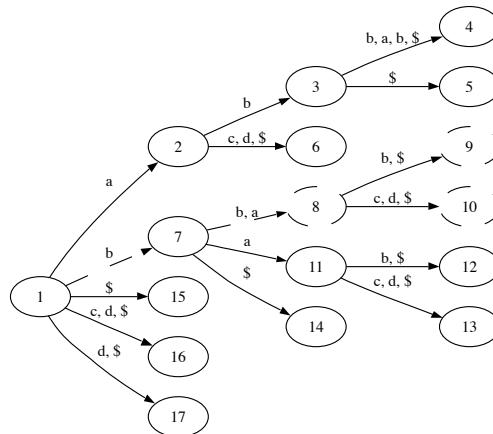 4
b, a, b, $
3
$
5
b
2
c, d, $
6
9
b, $
a
8
c, d, $
10
b, a
7
b
a
11
b, $
12
$
c, d, $
1
$
15
14
13
c, d, $
16
d, $
17